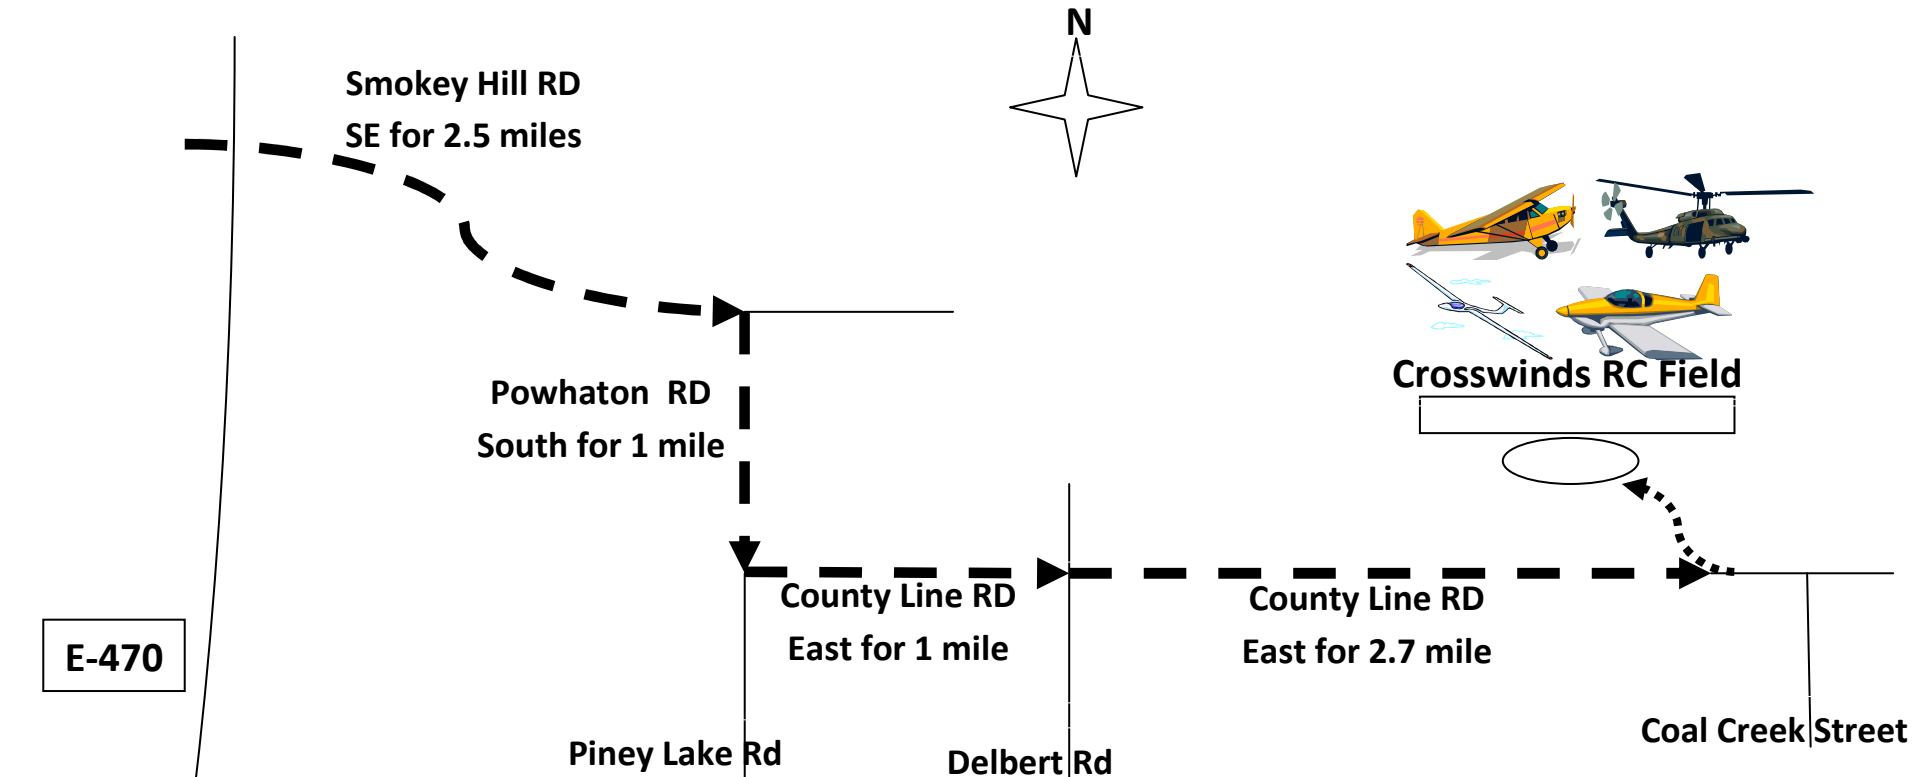 N
Smokey Hill RD
SE for 2.5 miles
Crosswinds RC Field
Powhaton  RD
South for 1 mile
County Line RD
East for 1 mile
County Line RD
East for 2.7 mile
E-470
Piney Lake Rd
Delbert Rd
Coal Creek Street